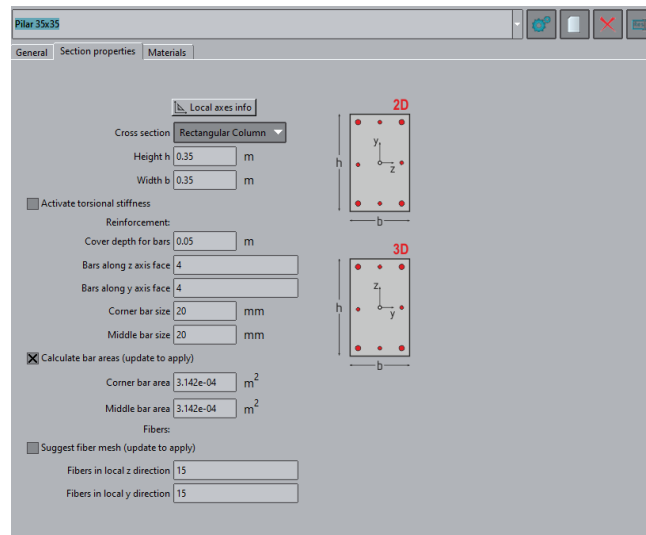 Pilar 35x35
General Section properties Materials
Local axes info
Cross section Rectangular Column
Height h 0.35 m
Width b 0.35 m
Activate torsional stiffness
Reinforcement:
Cover depth for bars 0.05 m
Bars along z axis face 4
Bars along y axis face 4
Corner bar size 20 mm
Middle bar size 20 mm
Calculate bar areas (update to apply)
Corner bar area 3.142e-04 m2
Middle bar area 3.142e-04 m2
Fibers:
Suggest fiber mesh (update to apply)
Fibers in local z direction 15
Fibers in local y direction 15
2D
y
h
z
b
3D
z
h
y
b